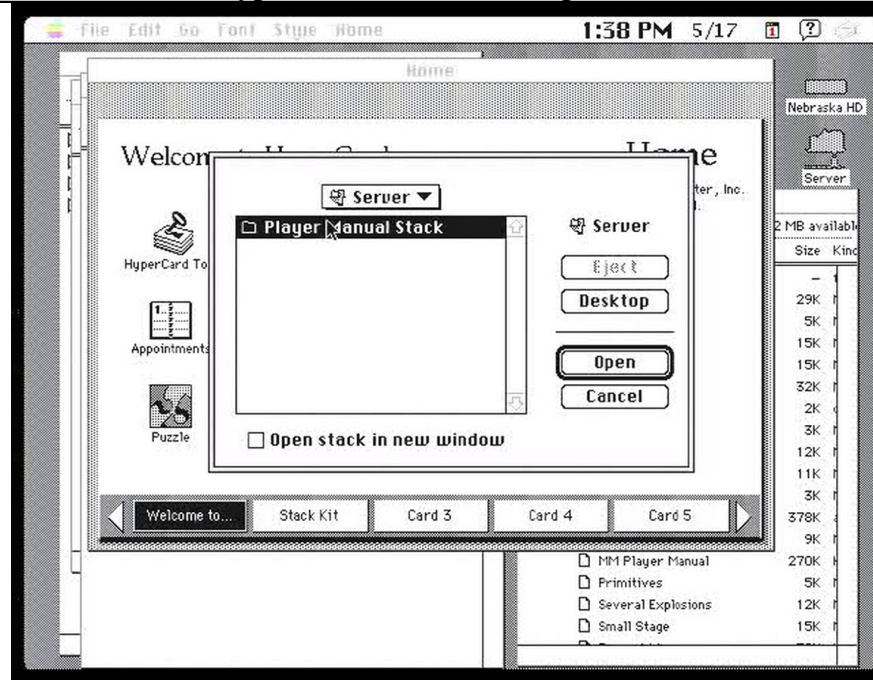 File Edit Go Font Style Home
1:38 PM 5/17
Home
Nebraska HD
Server
Welcom
Home
ter, Inc.
HyperCard To
Appointments
Puzzle
Server
Player Manual Stack
Server
Eject
Desktop
Open
Cancel
Open stack in new window
Welcome to... Stack Kit Card 3 Card 4 Card 5
2 MB availabl
Size Kind
–
29K
5K
15K
15K
32K
2K
3K
12K
11K
3K
378K
9K
MM Player Manual 270K
Primitives 5K
Several Explosions 12K
Small Stage 15K